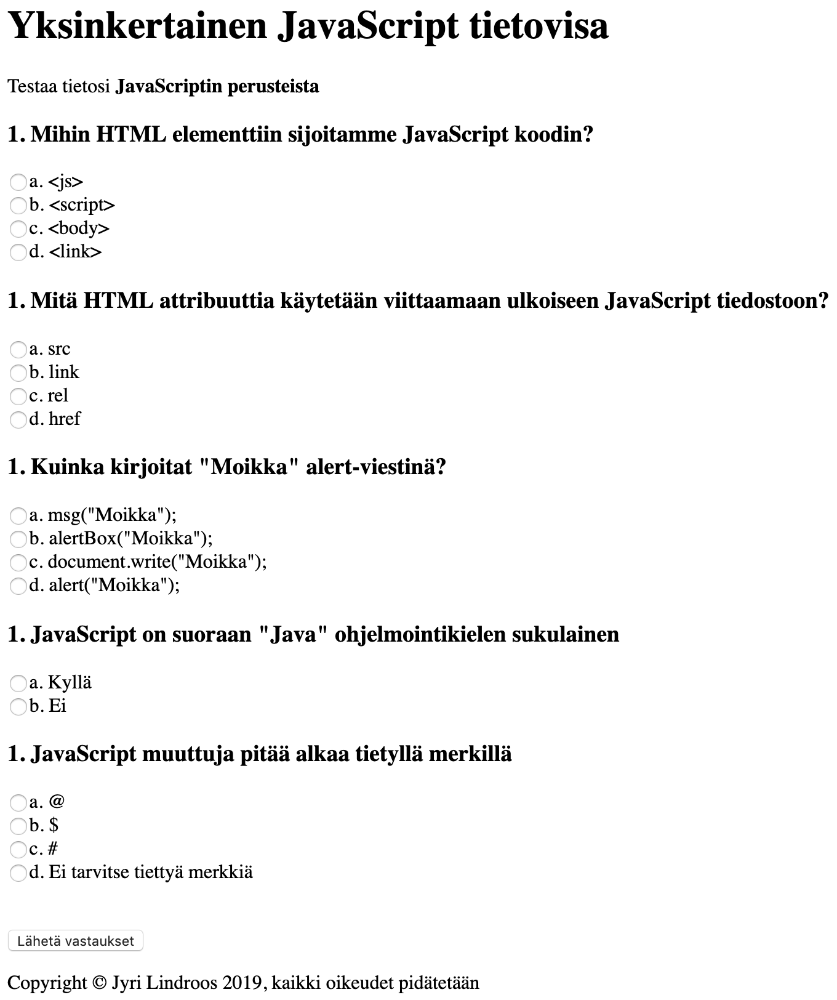 Yksinkertainen JavaScript tietovisa
Testaa tietosi JavaScriptin perusteista
1. Mihin HTML elementtiin sijoitamme JavaScript koodin?
a. <js>
b. <script>
c. <body>
d. <link>
1. Mitä HTML attribuuttia käytetään viittaamaan ulkoiseen JavaScript tiedostoon?
a. src
b. link
c. rel
d. href
1. Kuinka kirjoitat "Moikka" alert-viestinä?
a. msg("Moikka");
b. alertBox("Moikka");
c. document.write("Moikka");
d. alert("Moikka");
1. JavaScript on suoraan "Java" ohjelmointikielen sukulainen
a. Kyllä
b. Ei
1. JavaScript muuttuja pitää alkaa tietyllä merkillä
a. @
b. $
c. #
d. Ei tarvitse tiettyä merkkiä
Lähetä vastaukset
Copyright © Jyri Lindroos 2019, kaikki oikeudet pidätetään